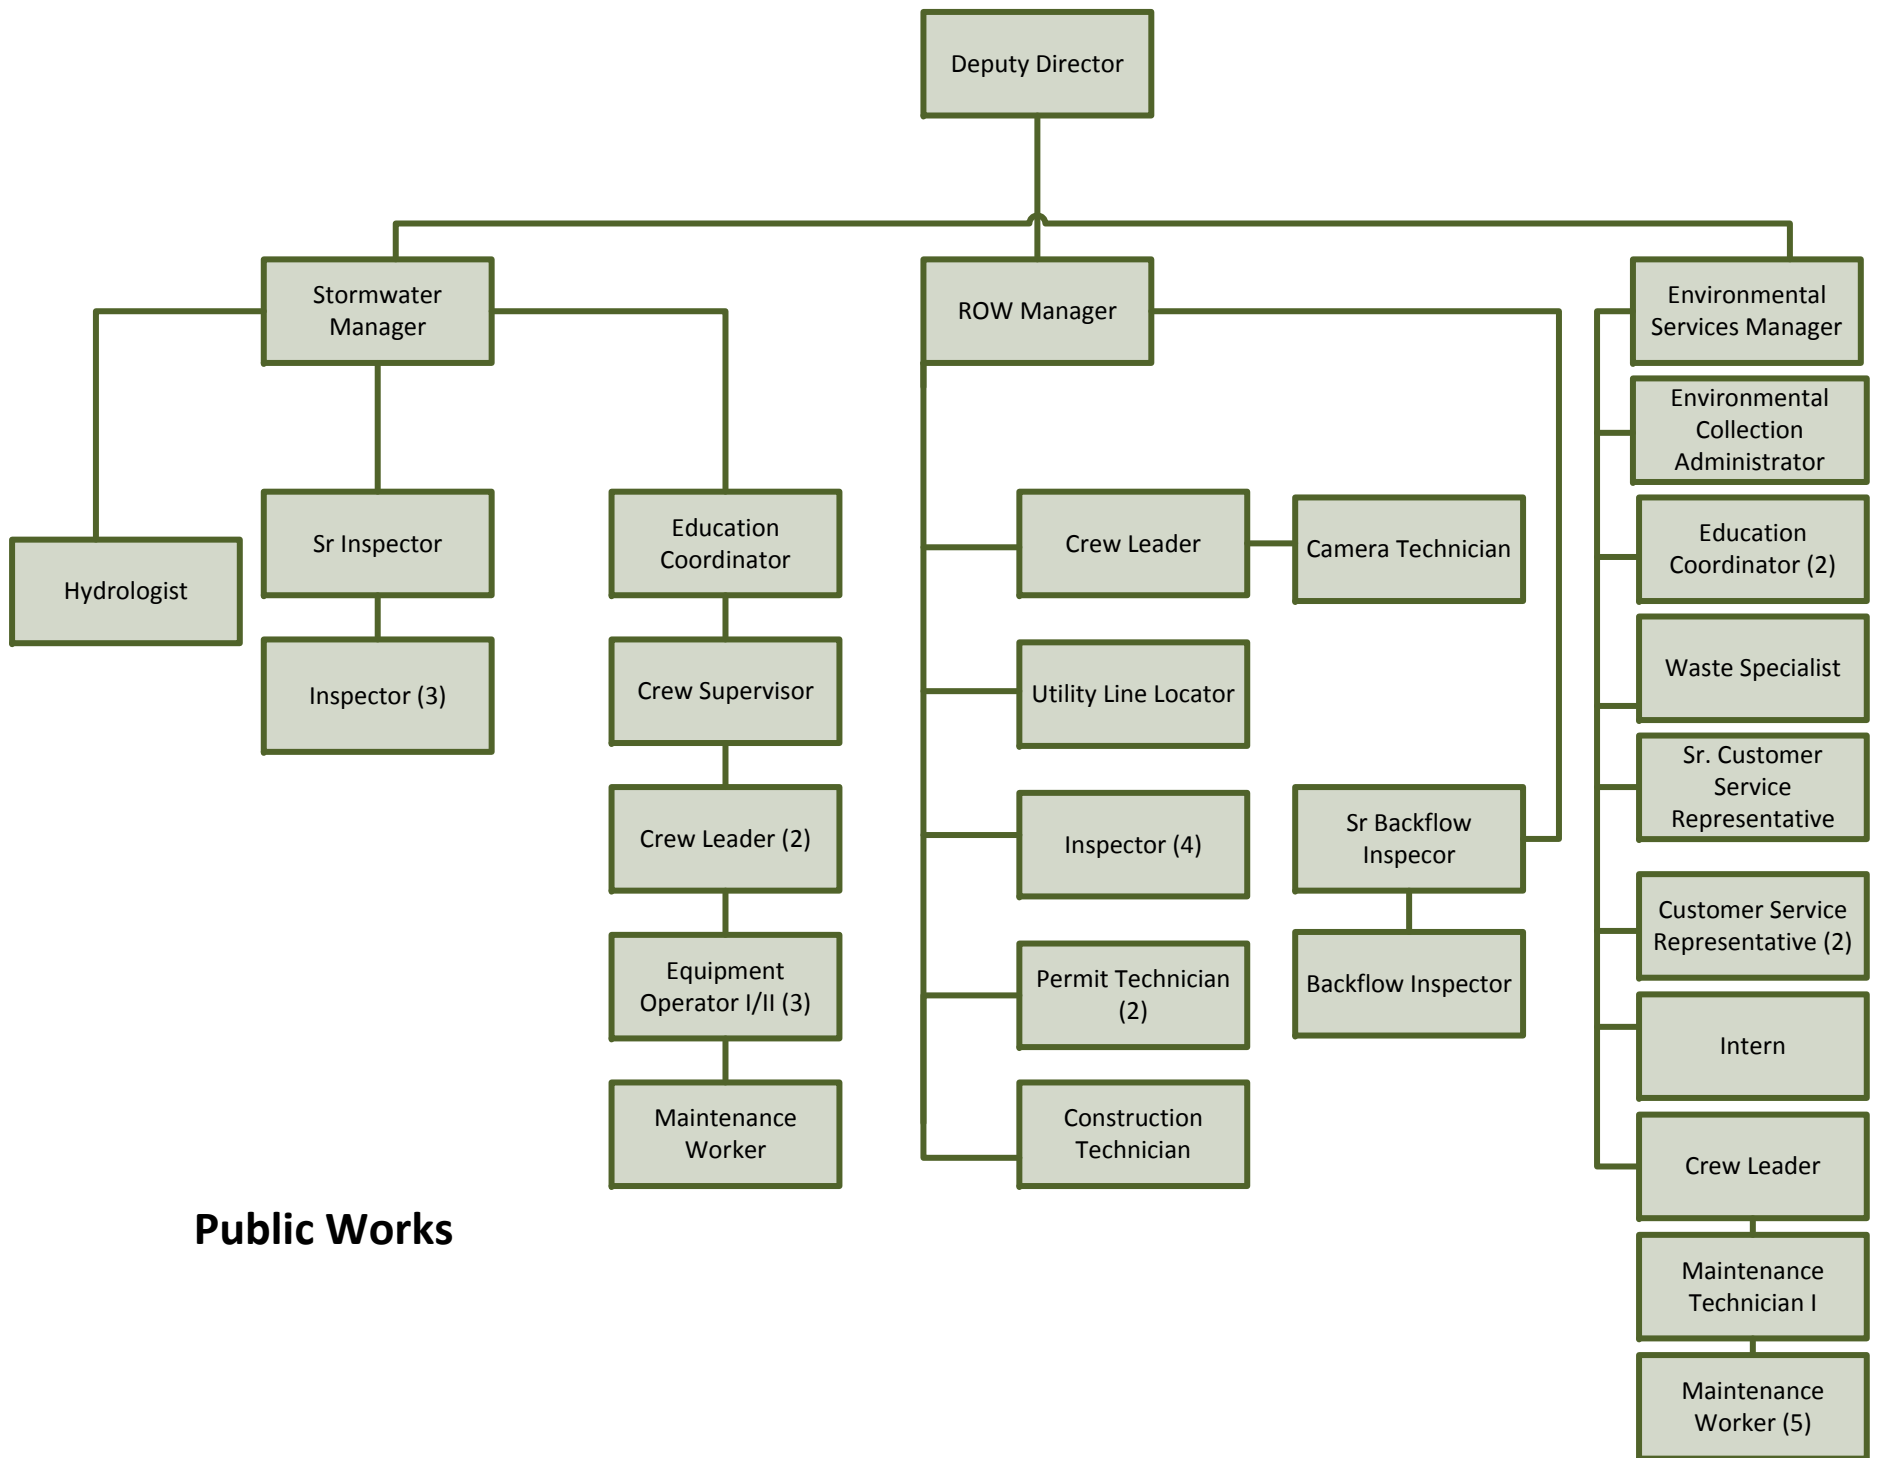 Deputy Director
Stormwater
Manager
ROW Manager
Environmental
Services Manager
Environmental
Collection
Administrator
Hydrologist
Sr Inspector
Inspector (3)
Education
Coordinator
Crew Supervisor
Crew Leader (2)
Equipment
Operator I/II (3)
Maintenance
Worker
Crew Leader
Camera Technician
Utility Line Locator
Inspector (4)
Permit Technician
(2)
Construction
Technician
Sr Backflow
Inspecor
Backflow Inspector
Education
Coordinator (2)
Waste Specialist
Sr. Customer
Service
Representative
Customer Service
Representative (2)
Intern
Crew Leader
Maintenance
Technician I
Maintenance
Worker (5)
Public Works